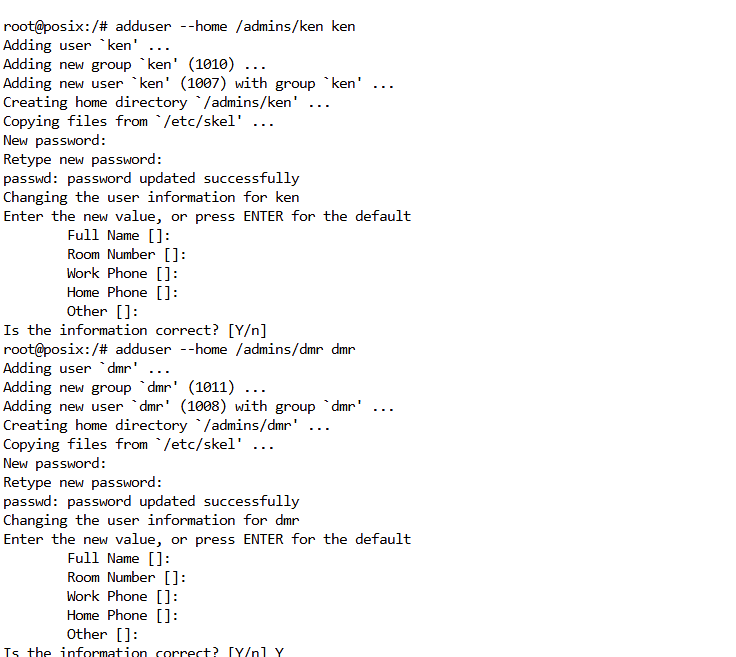 root@posix:/# adduser --home /admins/ken ken
Adding user `ken' ...
Adding new group `ken' (1010) ...
Adding new user `ken' (1007) with group `ken' ...
Creating home directory `/admins/ken' ...
Copying files from `/etc/skel' ...
New password:
Retype new password:
passwd: password updated successfully
Changing the user information for ken
Enter the new value, or press ENTER for the default
        Full Name []:
        Room Number []:
        Work Phone []:
        Home Phone []:
        Other []:
Is the information correct? [Y/n]
root@posix:/# adduser --home /admins/dmr dmr
Adding user `dmr' ...
Adding new group `dmr' (1011) ...
Adding new user `dmr' (1008) with group `dmr' ...
Creating home directory `/admins/dmr' ...
Copying files from `/etc/skel' ...
New password:
Retype new password:
passwd: password updated successfully
Changing the user information for dmr
Enter the new value, or press ENTER for the default
        Full Name []:
        Room Number []:
        Work Phone []:
        Home Phone []:
        Other []:
Is the information correct? [Y/n] Y